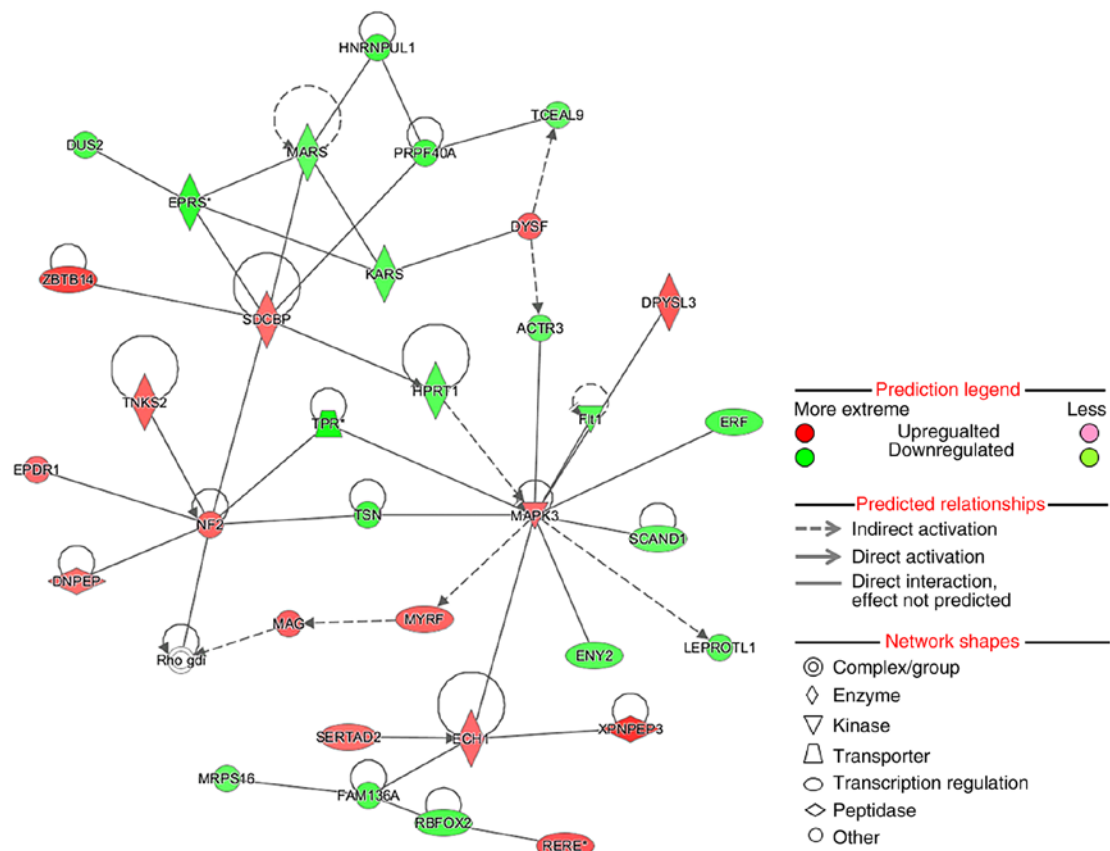 HNRNPUL1
TCEAL9
DUS2
MARS
PRPF40A
EPRS*
DYSF
ZBTB14
KARS
SDCBP
DPYSL3
ACTR3
TNKS2
HPRT1
TPR*
Flt1
ERF
EPDR1
NF2
TSN
MAPK3
SCAND1
DNPEP
MAG
MYRF
Rho gdi
ENY2
LEPROTL1
SERTAD2
ECH1
XPNPEP3
MRPS16
FAM136A
RBFOX2
RERE*
Prediction legend
More extreme
Less
Upregualted
Downregulated
Predicted relationships
Indirect activation
Direct activation
Direct interaction,
effect not predicted
Network shapes
Complex/group
Enzyme
Kinase
Transporter
Transcription regulation
Peptidase
Other